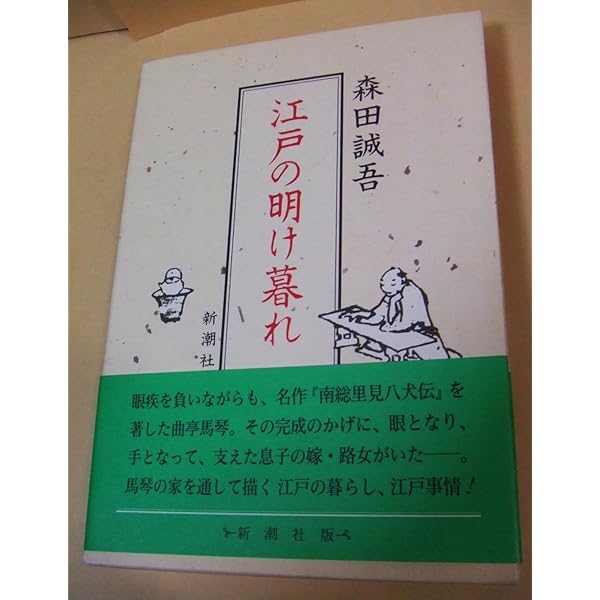 森田誠吾
江戸の明け暮れ
新潮社
眼疾を負いながらも、名作『南総里見八犬伝』を
著した曲亭馬琴。その完成のかげに、眼となり、
手となって、支えた息子の嫁・路女がいた――。
馬琴の家を通して描く江戸の暮らし、江戸事情!
新潮社版